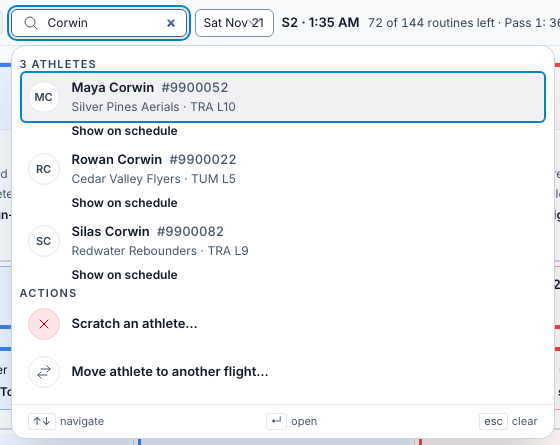 Corwin
Sat Nov 21
S2 · 1:35 AM 72 of 144 routines left · Pass 1: 36
3 ATHLETES
MC Maya Corwin #9900052
Silver Pines Aerials · TRA L10
Show on schedule
RC Rowan Corwin #9900022
Cedar Valley Flyers · TUM L5
Show on schedule
SC Silas Corwin #9900082
Redwater Rebounders · TRA L9
Show on schedule
ACTIONS
Scratch an athlete...
Move athlete to another flight...
↑↓ navigate ↵ open esc clear